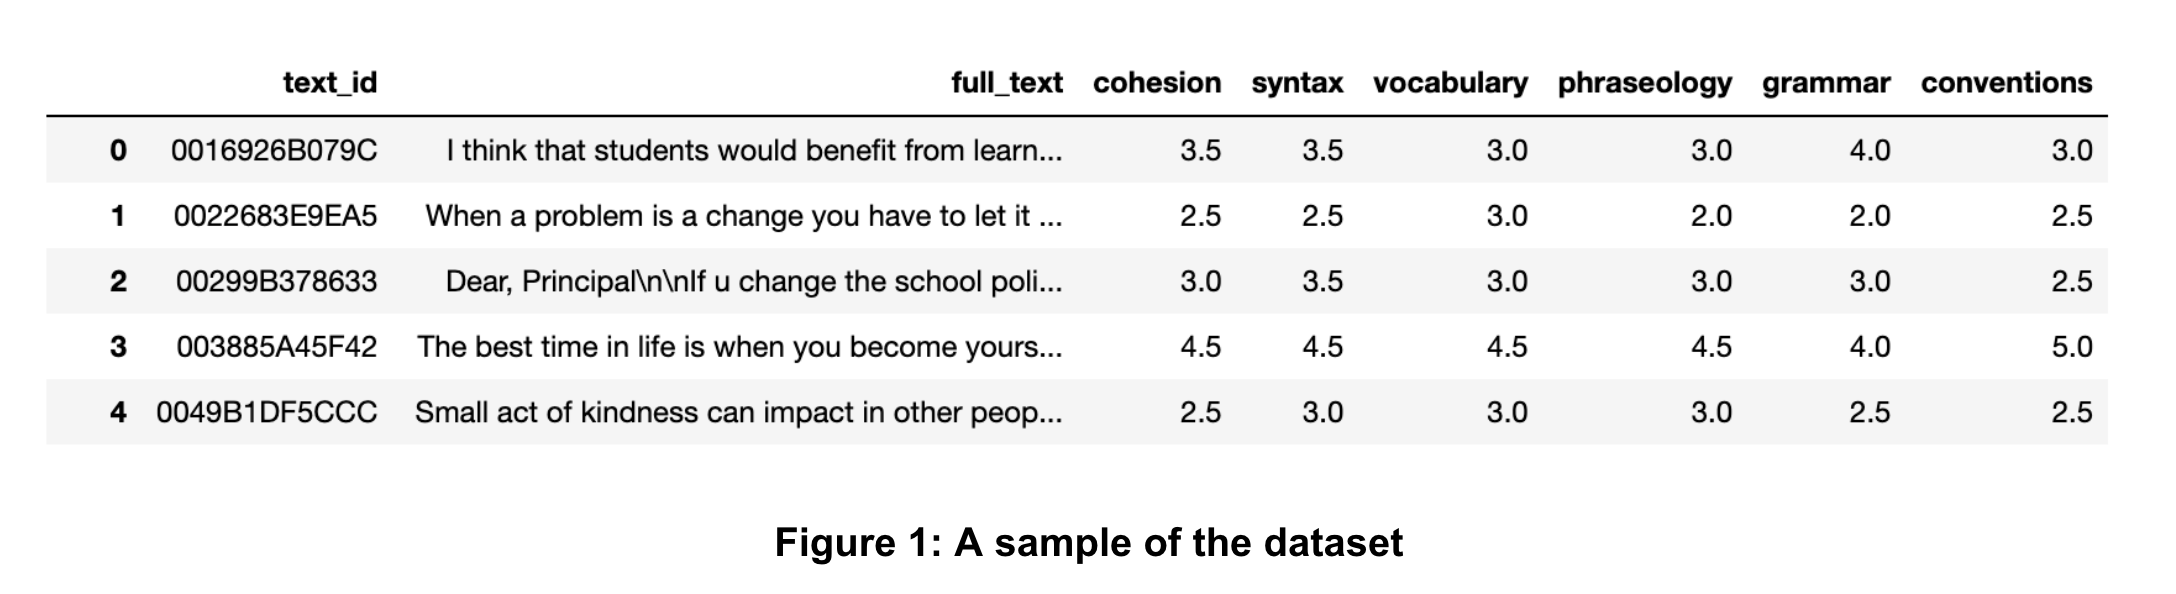 text_id full_text cohesion syntax vocabulary phraseology grammar conventions
0 0016926B079C I think that students would benefit from learn... 3.5 3.5 3.0 3.0 4.0 3.0
1 0022683E9EA5 When a problem is a change you have to let it ... 2.5 2.5 3.0 2.0 2.0 2.5
2 00299B378633 Dear, Principal\n\nIf u change the school poli... 3.0 3.5 3.0 3.0 3.0 2.5
3 003885A45F42 The best time in life is when you become yours... 4.5 4.5 4.5 4.5 4.0 5.0
4 0049B1DF5CCC Small act of kindness can impact in other peop... 2.5 3.0 3.0 3.0 2.5 2.5
Figure 1: A sample of the dataset